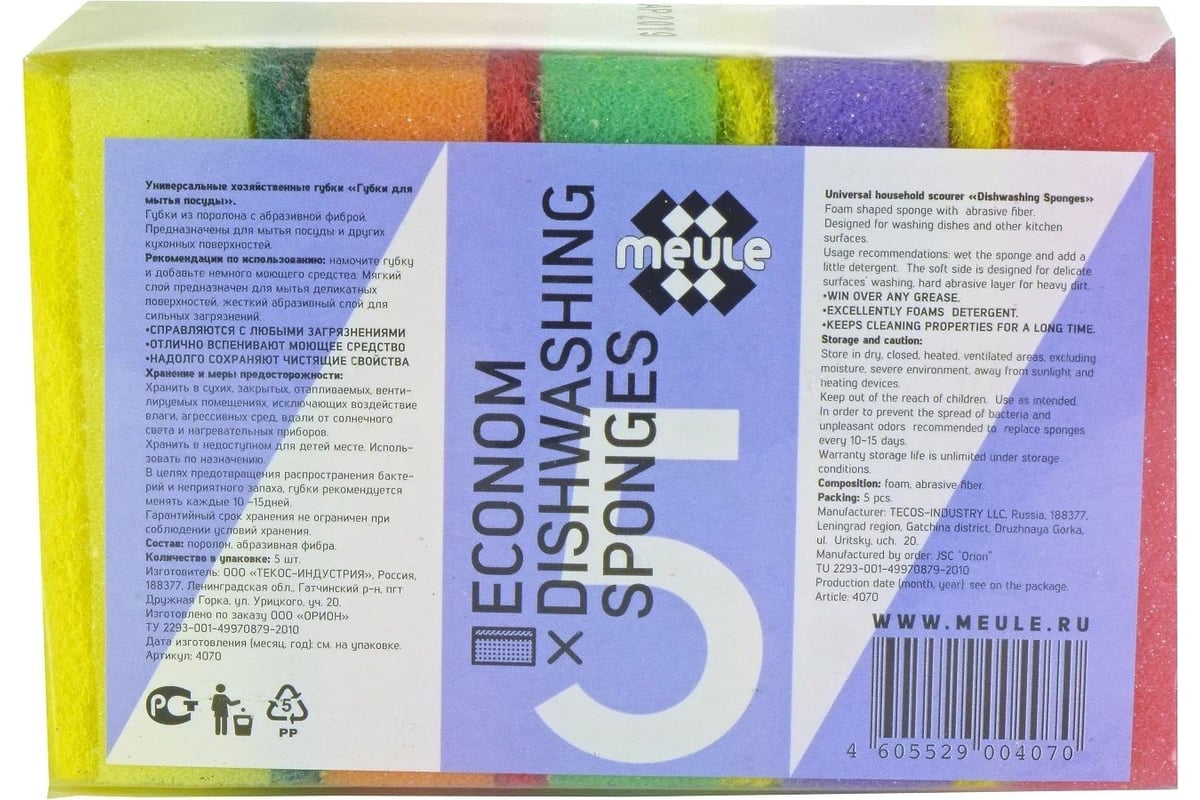 АР2019
Универсальные хозяйственные губки «Губки для
мытья посуды».
Губки из поролона с абразивной фиброй.
Предназначены для мытья посуды и других
кухонных поверхностей.
Рекомендации по использованию: намочите губку
и добавьте немного моющего средства. Мягкий
слой предназначен для мытья деликатных
поверхностей, жесткий абразивный слой для
сильных загрязнений.
•СПРАВЛЯЮТСЯ С ЛЮБЫМИ ЗАГРЯЗНЕНИЯМИ
•ОТЛИЧНО ВСПЕНИВАЮТ МОЮЩЕЕ СРЕДСТВО
•НАДОЛГО СОХРАНЯЮТ ЧИСТЯЩИЕ СВОЙСТВА
Хранение и меры предосторожности:
Хранить в сухих, закрытых, отапливаемых, венти-
лируемых помещениях, исключающих воздействие
влаги, агрессивных сред, вдали от солнечного
света и нагревательных приборов.
Хранить в недоступном для детей месте. Исполь-
зовать по назначению.
В целях предотвращения распространения бакте-
рий и неприятного запаха, губки рекомендуется
менять каждые 10 -15дней.
Гарантийный срок хранения не ограничен при
соблюдении условий хранения.
Состав: поролон, абразивная фибра.
Количество в упаковке: 5 шт.
Изготовитель: ООО «ТЕКОС-ИНДУСТРИЯ», Россия,
188377, Ленинградская обл., Гатчинский р-н, пгт
Дружная Горка, ул. Урицкого, уч. 20.
Изготовлено по заказу ООО «ОРИОН»
ТУ 2293-001-49970879-2010
Дата изготовления (месяц, год): см. на упаковке.
Артикул: 4070
РСТ
5
PP
ECONOM
DISHWASHING
SPONGES
X
5
meule
Universal household scourer «Dishwashing Sponges»
Foam shaped sponge with abrasive fiber.
Designed for washing dishes and other kitchen
surfaces.
Usage recommendations: wet the sponge and add a
little detergent. The soft side is designed for delicate
surfaces' washing, hard abrasive layer for heavy dirt.
•WIN OVER ANY GREASE.
•EXCELLENTLY FOAMS DETERGENT.
•KEEPS CLEANING PROPERTIES FOR A LONG TIME.
Storage and caution:
Store in dry, closed, heated, ventilated areas, excluding
moisture, severe environment, away from sunlight and
heating devices.
Keep out of the reach of children. Use as intended.
In order to prevent the spread of bacteria and
unpleasant odors recommended to replace sponges
every 10-15 days.
Warranty storage life is unlimited under storage
conditions.
Composition: foam, abrasive fiber.
Packing: 5 pcs.
Manufacturer: TECOS-INDUSTRY LLC, Russia, 188377,
Leningrad region, Gatchina district, Druzhnaya Gorka,
ul. Uritsky, uch. 20.
Manufactured by order: JSC "Orion"
TU 2293-001-49970879-2010
Production date (month, year): see on the package.
Article: 4070
WWW.MEULE.RU
4 605529 004070